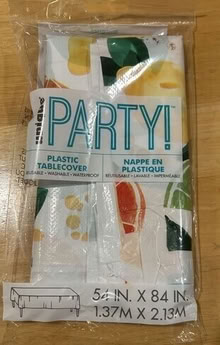 unique
PARTY!
PLASTIC
TABLECOVER
REUSABLE • WASHABLE • WATERPROOF
NAPPE EN
PLASTIQUE
RÉUTILISABLE • LAVABLE • IMPERMÉABLE
54 IN. X 84 IN.
1.37M X 2.13M